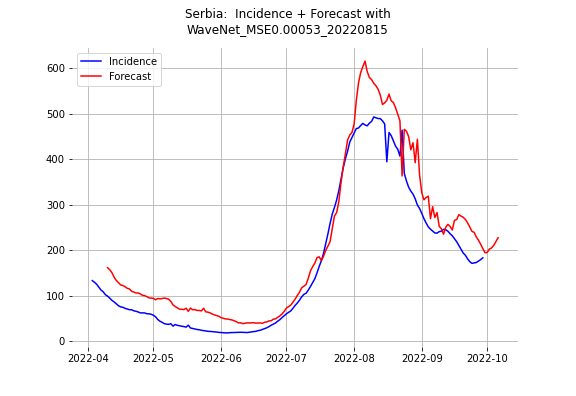 Serbia:  Incidence + Forecast with
WaveNet_MSE0.00053_20220815
Incidence
Forecast
600
500
400
300
200
100
0
2022-04 2022-05 2022-06 2022-07 2022-08 2022-09 2022-10